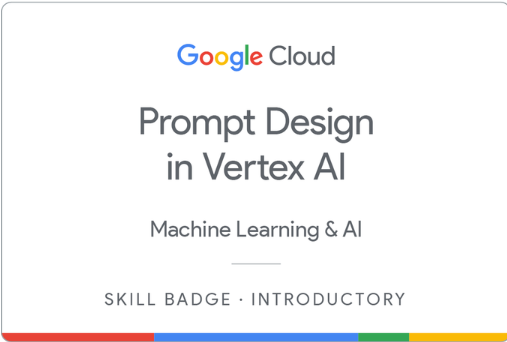 Google Cloud
Prompt Design
in Vertex AI
Machine Learning & AI
SKILL BADGE · INTRODUCTORY